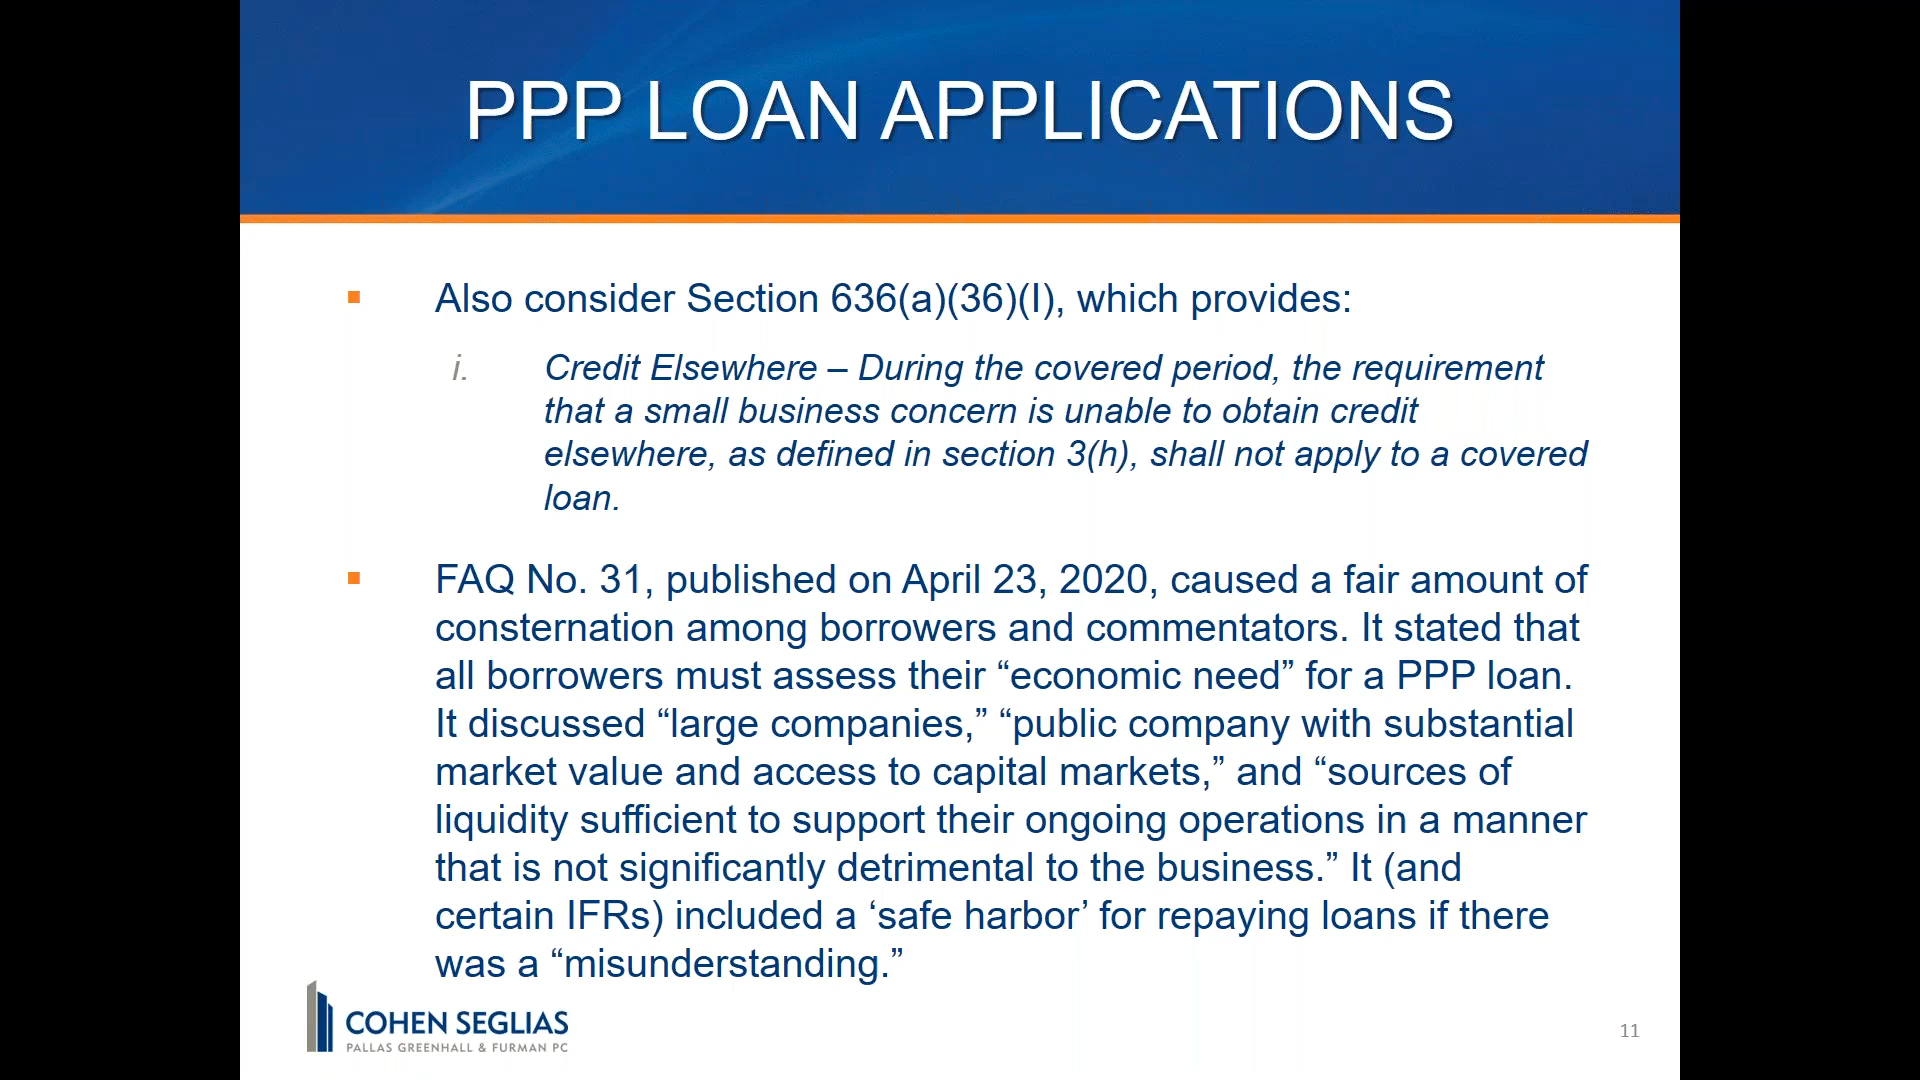 PPP LOAN APPLICATIONS
▪ Also consider Section 636(a)(36)(I), which provides:
i. Credit Elsewhere – During the covered period, the requirement
that a small business concern is unable to obtain credit
elsewhere, as defined in section 3(h), shall not apply to a covered
loan.
▪ FAQ No. 31, published on April 23, 2020, caused a fair amount of
consternation among borrowers and commentators. It stated that
all borrowers must assess their “economic need” for a PPP loan.
It discussed “large companies,” “public company with substantial
market value and access to capital markets,” and “sources of
liquidity sufficient to support their ongoing operations in a manner
that is not significantly detrimental to the business.” It (and
certain IFRs) included a ‘safe harbor’ for repaying loans if there
was a “misunderstanding.”
COHEN SEGLIAS
PALLAS GREENHALL & FURMAN PC
11